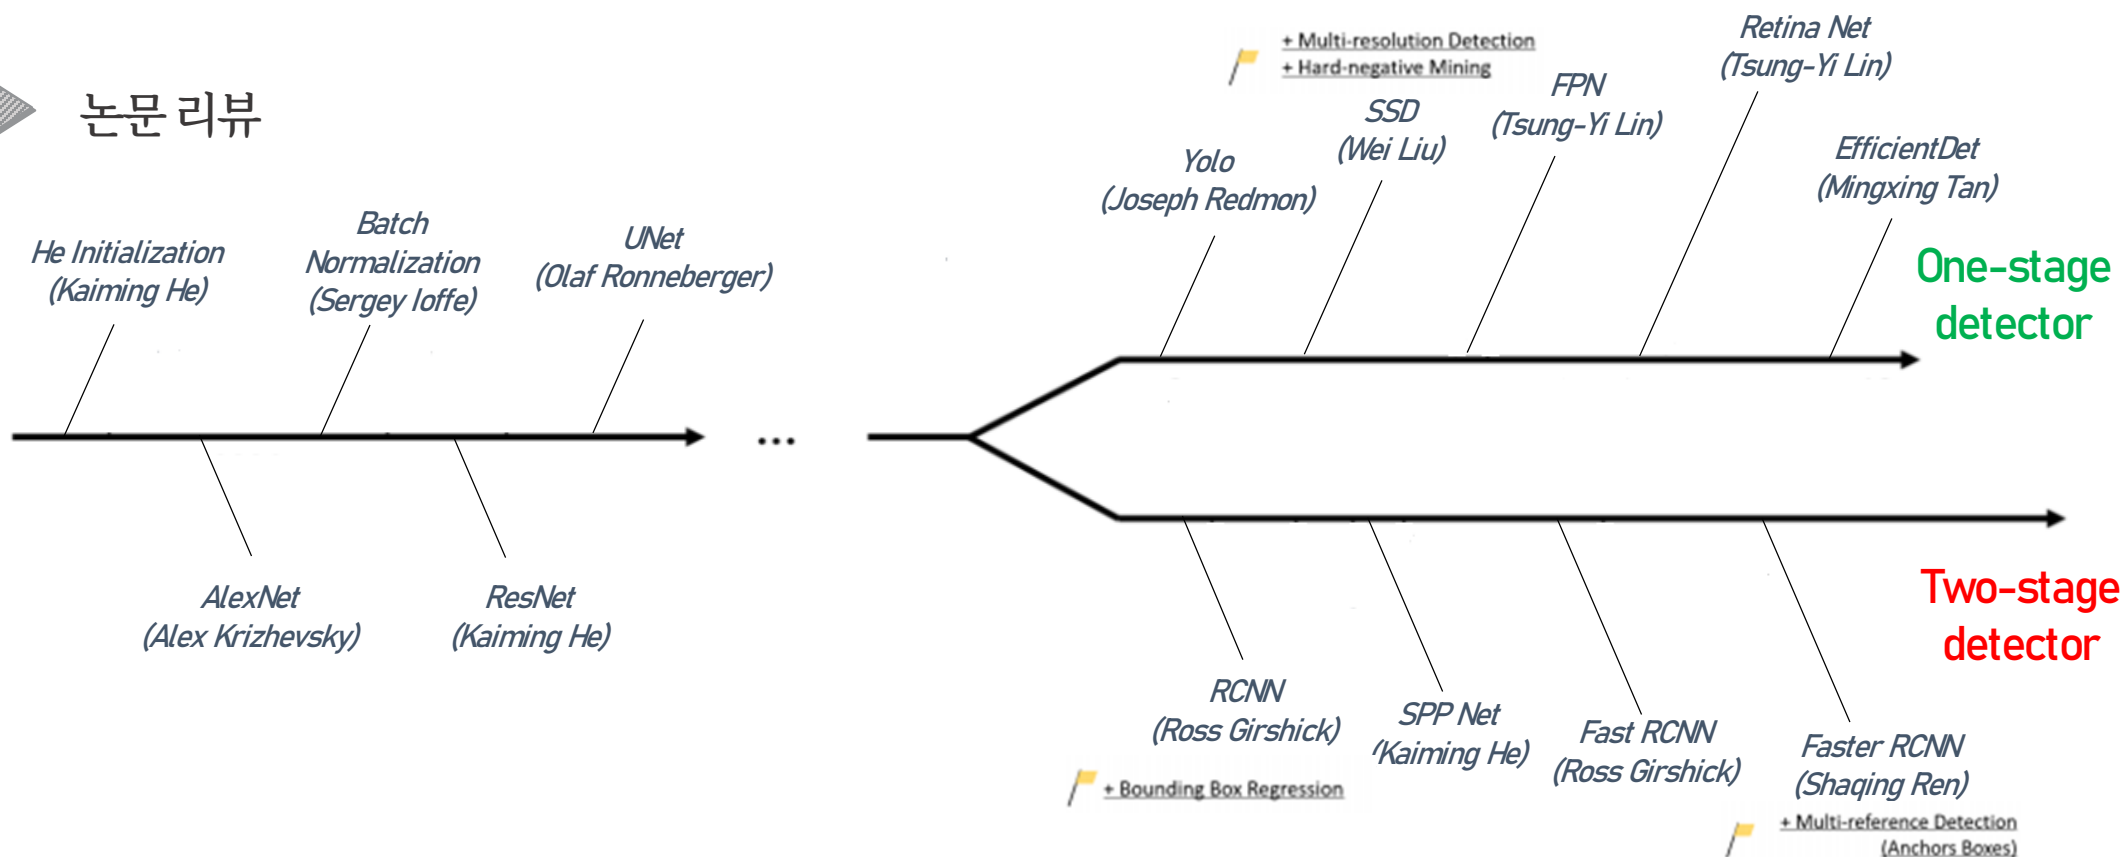 논문 리뷰
He Initialization
(Kaiming He)
Batch
Normalization
(Sergey Ioffe)
UNet
(Olaf Ronneberger)
AlexNet
(Alex Krizhevsky)
ResNet
(Kaiming He)
...
+ Multi-resolution Detection
+ Hard-negative Mining
Yolo
(Joseph Redmon)
SSD
(Wei Liu)
FPN
(Tsung-Yi Lin)
Retina Net
(Tsung-Yi Lin)
EfficientDet
(Mingxing Tan)
One-stage
detector
RCNN
(Ross Girshick)
+ Bounding Box Regression
SPP Net
(Kaiming He)
Fast RCNN
(Ross Girshick)
Faster RCNN
(Shaqing Ren)
+ Multi-reference Detection
(Anchors Boxes)
Two-stage
detector